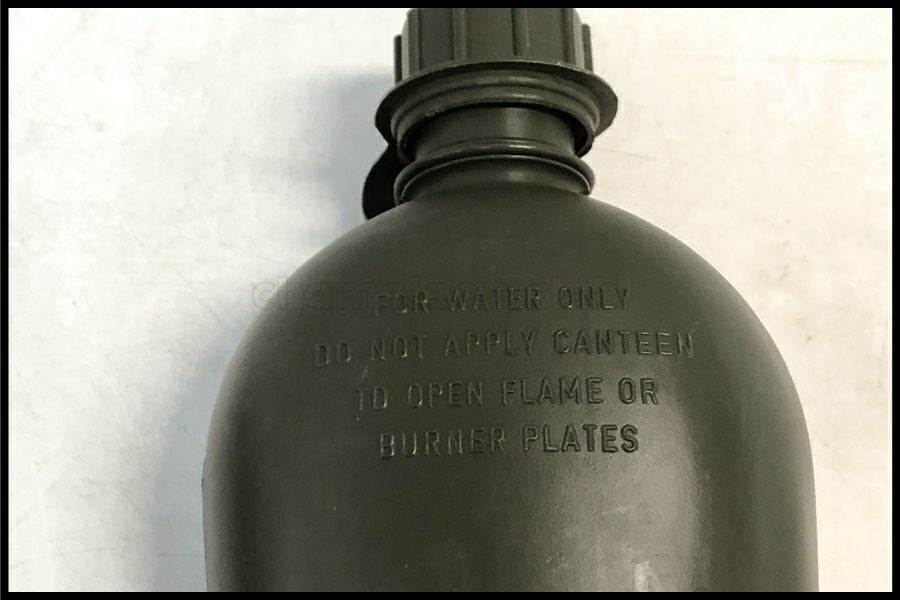 FOR WATER ONLY
DO NOT APPLY CANTEEN
TO OPEN FLAME OR
BURNER PLATES